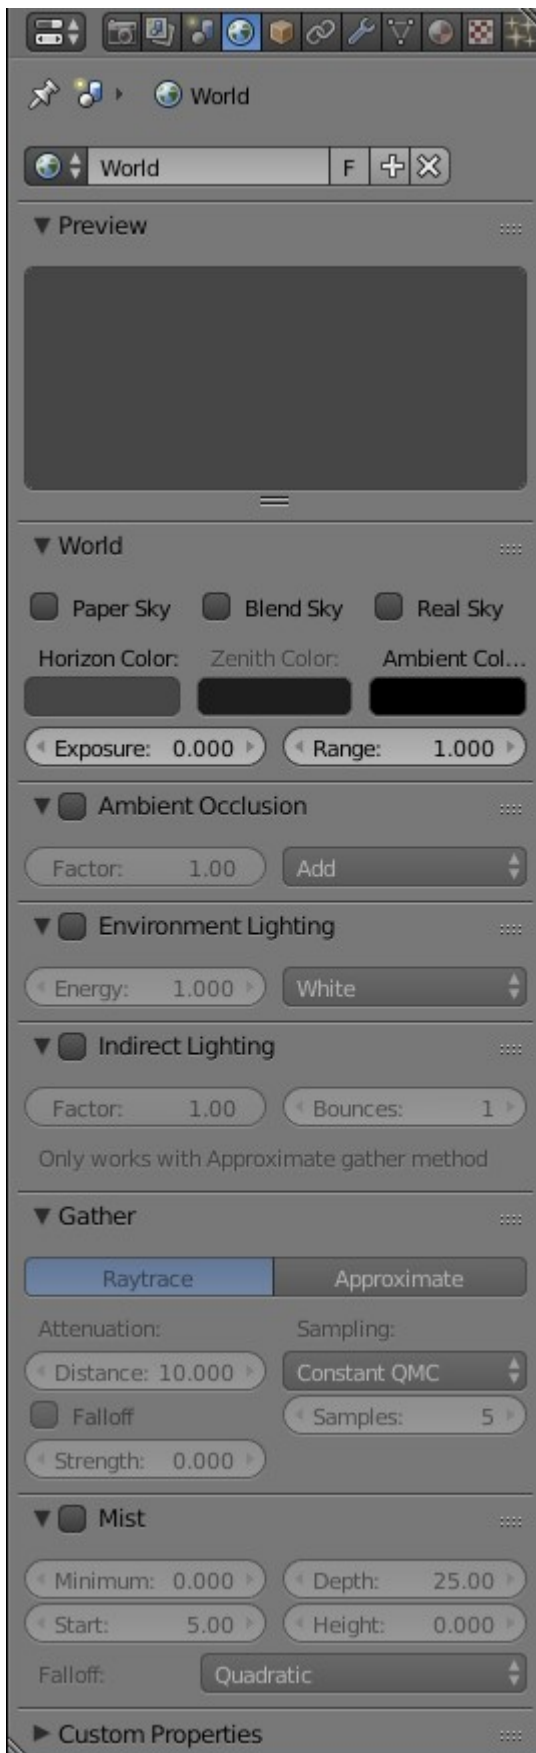 World
World F
Preview
World
Paper Sky Blend Sky Real Sky
Horizon Color: Zenith Color: Ambient Col...
Exposure: 0.000 Range: 1.000
Ambient Occlusion
Factor: 1.00 Add
Environment Lighting
Energy: 1.000 White
Indirect Lighting
Factor: 1.00 Bounces: 1
Only works with Approximate gather method
Gather
Raytrace Approximate
Attenuation: Sampling:
Distance: 10.000 Constant QMC
Falloff Samples: 5
Strength: 0.000
Mist
Minimum: 0.000 Depth: 25.00
Start: 5.00 Height: 0.000
Falloff: Quadratic
Custom Properties